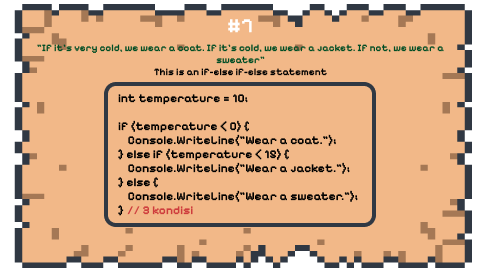 #7
"If it's very cold, we wear a coat. If it's cold, we wear a jacket. If not, we wear a
sweater"
This is an if-else if-else statement
int temperature = 10;
if (temperature < 0) {
Console.WriteLine("Wear a coat.");
} else if (temperature < 18) {
Console.WriteLine("Wear a jacket.");
} else {
Console.WriteLine("Wear a sweater.");
} // 3 kondisi